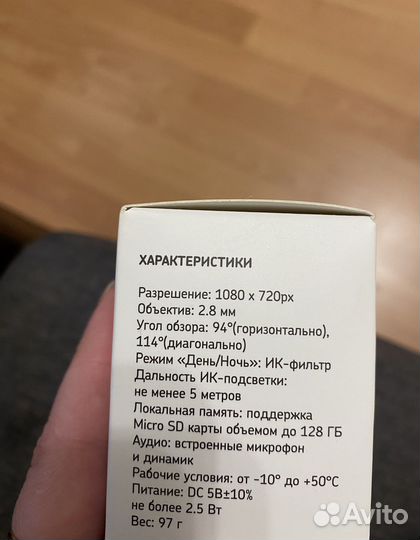 ХАРАКТЕРИСТИКИ
Разрешение: 1080 x 720px
Объектив: 2.8 мм
Угол обзора: 94°(горизонтально),
114°(диагонально)
Режим «День/Ночь»: ИК-фильтр
Дальность ИК-подсветки:
не менее 5 метров
Локальная память: поддержка
Micro SD карты объемом до 128 ГБ
Аудио: встроенные микрофон
и динамик
Рабочие условия: от -10° до +50°С
Питание: DC 5В±10%
не более 2.5 Вт
Вес: 97 г
Avito